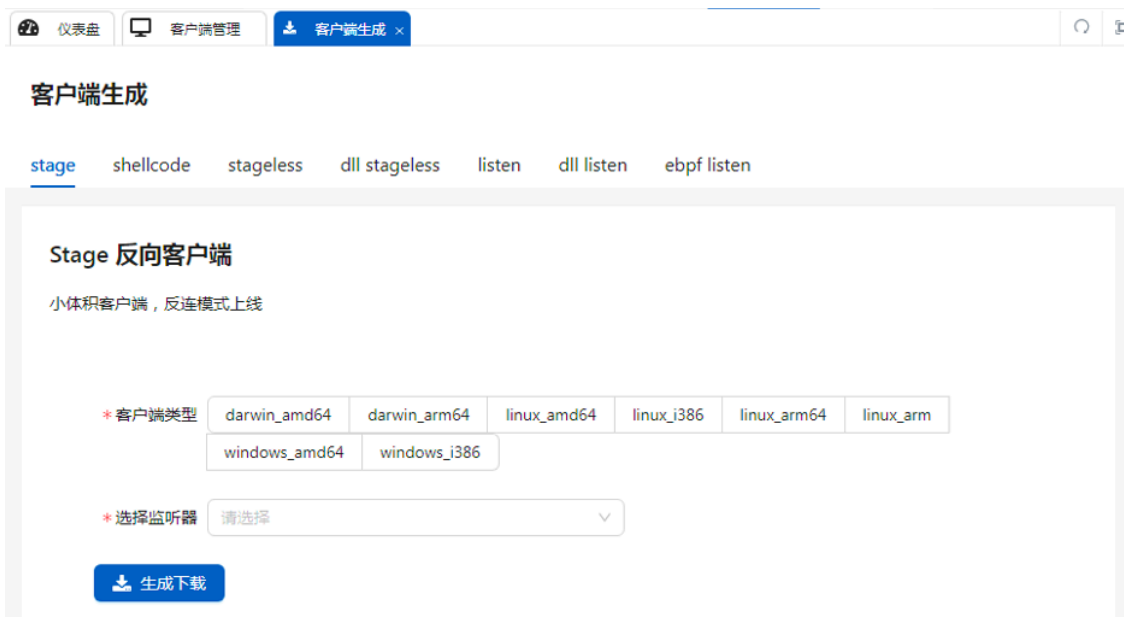 仪表盘 客户端管理 客户端生成 ×
客户端生成
stage shellcode stageless dll stageless listen dll listen ebpf listen
Stage 反向客户端
小体积客户端，反连模式上线
*客户端类型 darwin_amd64 darwin_arm64 linux_amd64 linux_i386 linux_arm64 linux_arm
windows_amd64 windows_i386
*选择监听器 请选择
生成下载